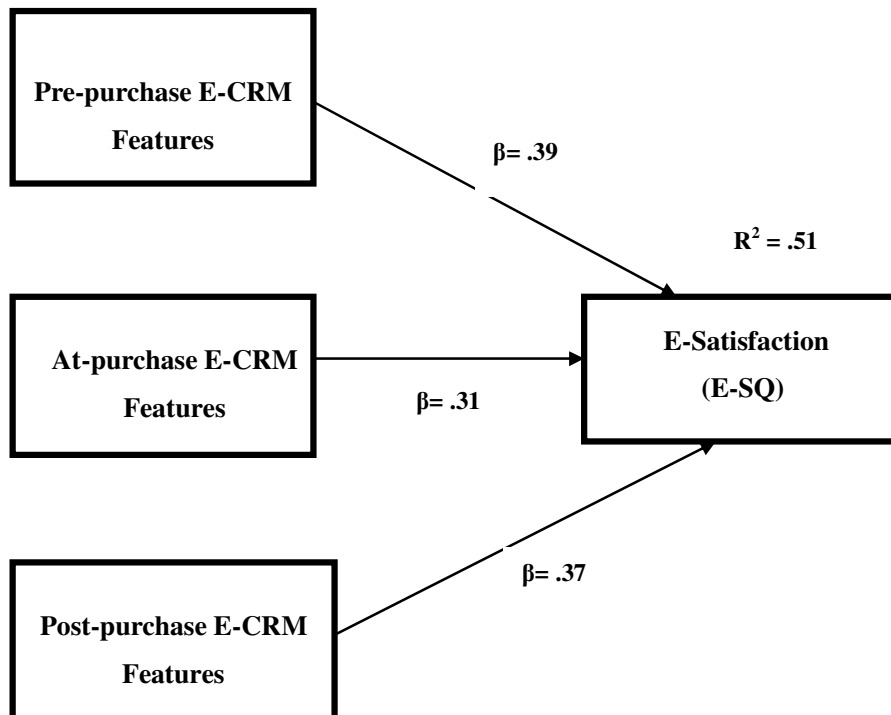 Pre-purchase E-CRM
Features
β= .39
R² = .51
At-purchase E-CRM
Features
β= .31
E-Satisfaction
(E-SQ)
β= .37
Post-purchase E-CRM
Features